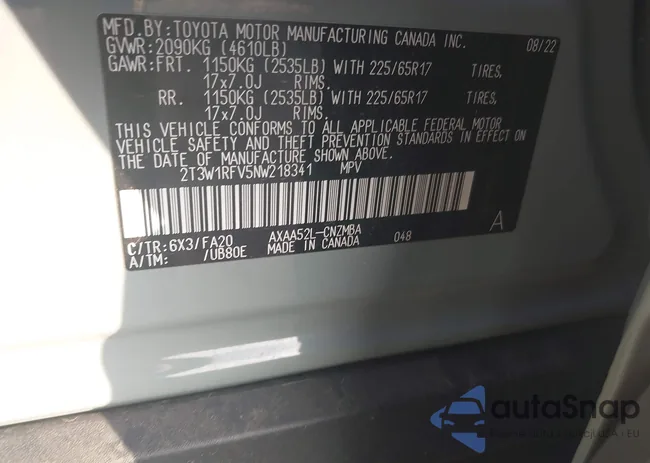 MFD.BY:TOYOTA MOTOR MANUFACTURING CANADA INC.
GVWR:2090KG (4610LB) 08/22
GAWR:FRT. 1150KG (2535LB) WITH 225/65R17 TIRES,
17x7.0J RIMS.
RR. 1150KG (2535LB) WITH 225/65R17 TIRES,
17x7.0J RIMS.
THIS VEHICLE CONFORMS TO ALL APPLICABLE FEDERAL MOTOR
VEHICLE SAFETY AND THEFT PREVENTION STANDARDS IN EFFECT
ON THE DATE OF MANUFACTURE SHOWN ABOVE.
2T3W1RFV5NW218341 MPV
C/TR:6X3/FA20 AXAA52L-CNZMBA 048 A
A/TM: /UB80E MADE IN CANADA
autaSnap